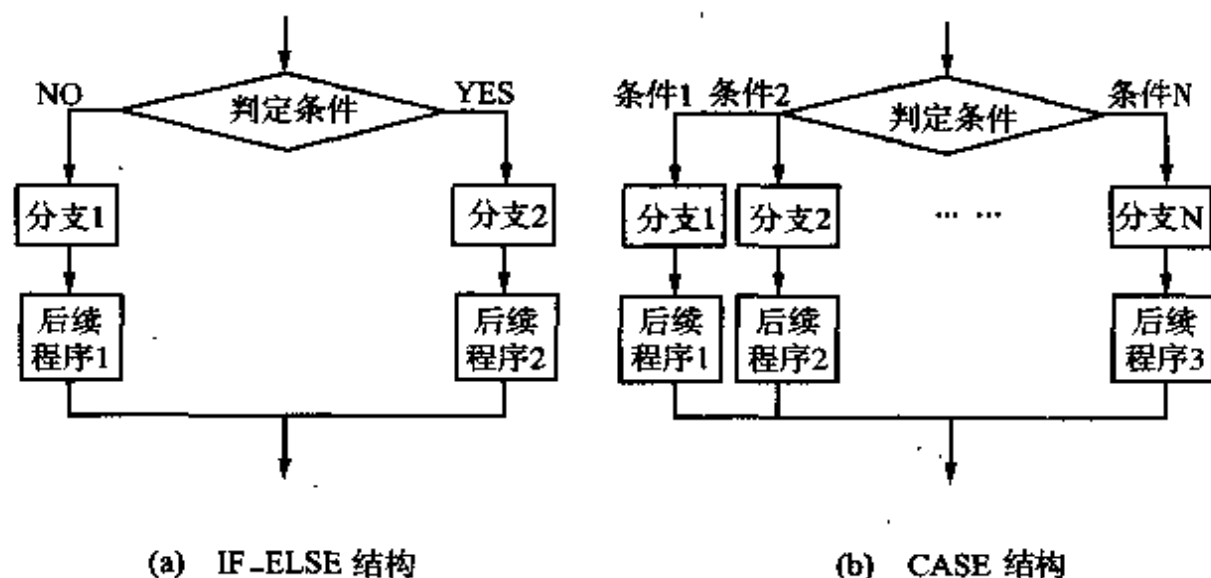 NO
判定条件
YES
分支1
分支2
后续
程序1
后续
程序2
(a) IF-ELSE 结构
条件1 条件2
判定条件
条件N
分支1
分支2
... ...
分支N
后续
程序1
后续
程序2
后续
程序3
(b) CASE 结构